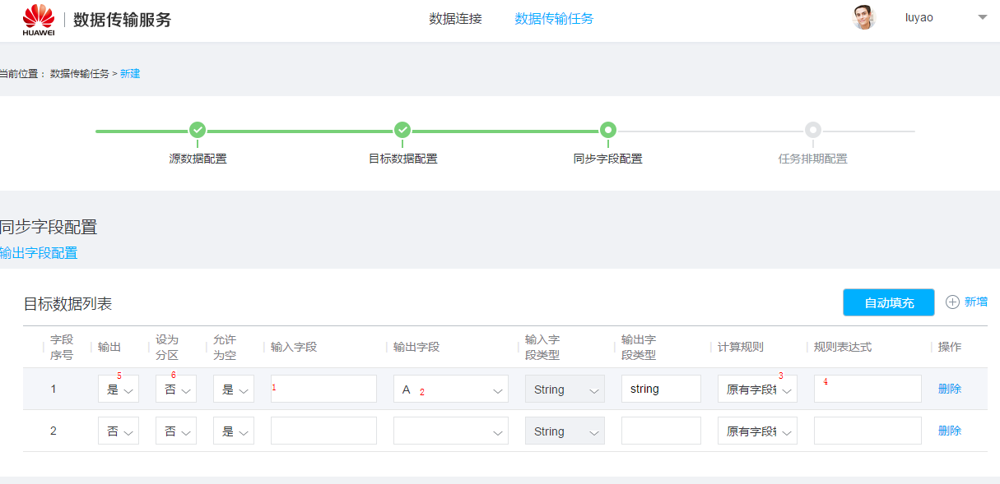 HUAWEI 数据传输服务 数据连接 数据传输任务 luyao
当前位置： 数据传输任务 > 新建
源数据配置 目标数据配置 同步字段配置 任务排期配置
同步字段配置
输出字段配置
目标数据列表 自动填充 新增
字段序号 输出 设为分区 允许为空 输入字段 输出字段 输入字段类型 输出字段类型 计算规则 规则表达式 操作
5 6 1 2 3 4
1 是 否 是 A String string 原有字段 删除
2 否 否 是 String 原有字段 删除